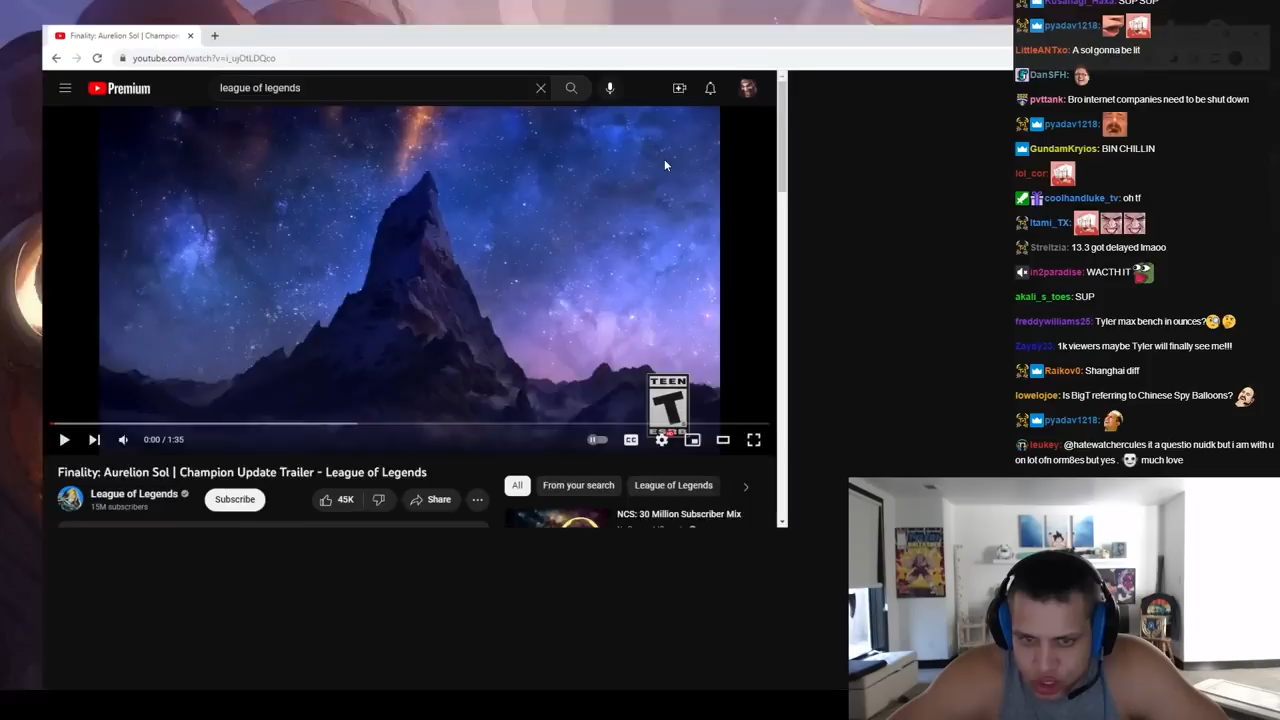 Finality: Aurelion Sol | Champion
youtube.com/watch?v=i_ujOtLDQco
Premium
league of legends
TEEN
T
ESRB
0:00 / 1:35
CC
Finality: Aurelion Sol | Champion Update Trailer - League of Legends
League of Legends
15M subscribers
Subscribe
45K
Share
All
From your search
League of Legends
NCS: 30 Million Subscriber Mix
Kusanagi_Haxa: SUP SUP
pyadav1218:
LittleANTxo: A sol gonna be lit
DanSFH:
pvttank: Bro internet companies need to be shut down
pyadav1218:
GundamKryios: BIN CHILLIN
lol_cor:
coolhandluke_tv: oh tf
Itami_TX:
Streltzia: 13.3 got delayed lmaoo
in2paradise: WACTH IT
akali_s_toes: SUP
freddywilliams25: Tyler max bench in ounces?
1k viewers maybe Tyler will finally see me!!!
Raikov0: Shanghai diff
lowelojoe: Is BigT referring to Chinese Spy Balloons?
pyadav1218:
leukey: @hatewatchercules it a questio nuidk but i am with u
on lot ofn orm8es but yes . much love